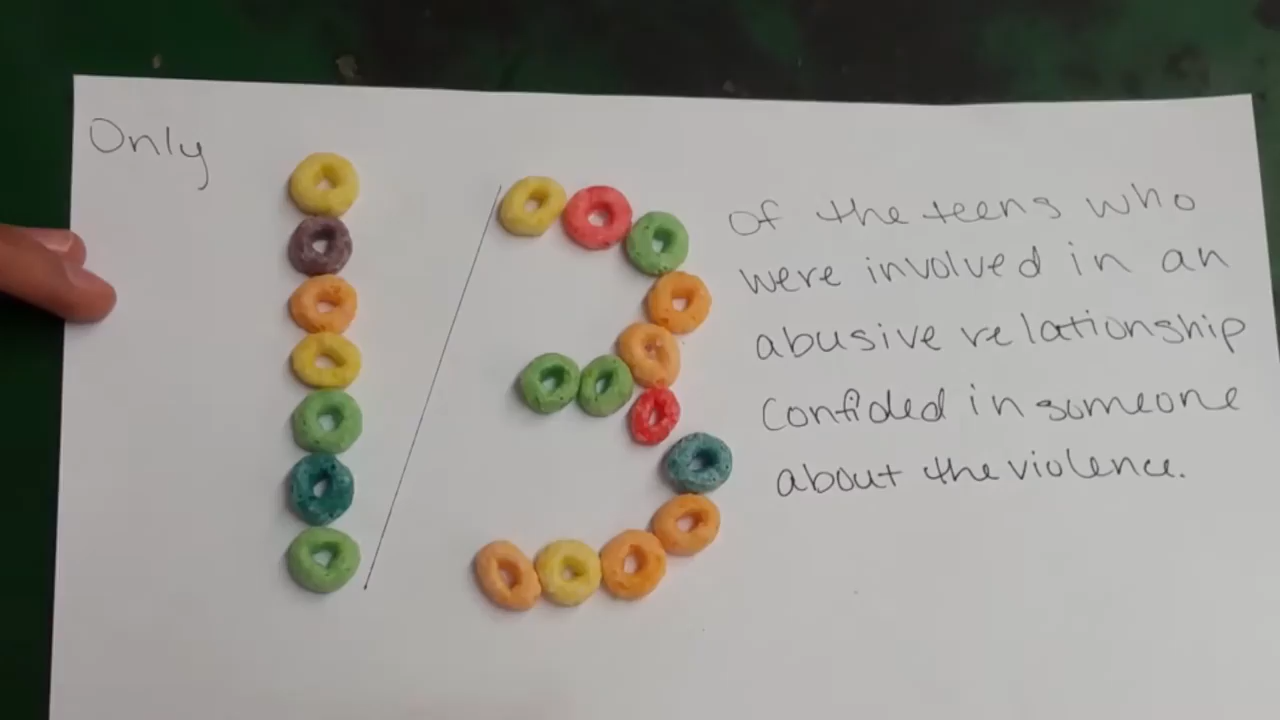 Only
1/3
of the teens who
were involved in an
abusive relationship
confided in someone
about the violence.